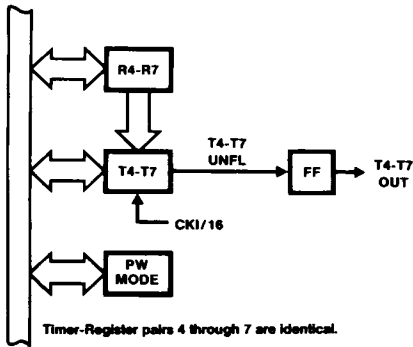 R4-R7
T4-T7
UNFL
T4-T7
FF
T4-T7
OUT
CKI/16
PW
MODE
Timer-Register pairs 4 through 7 are identical.